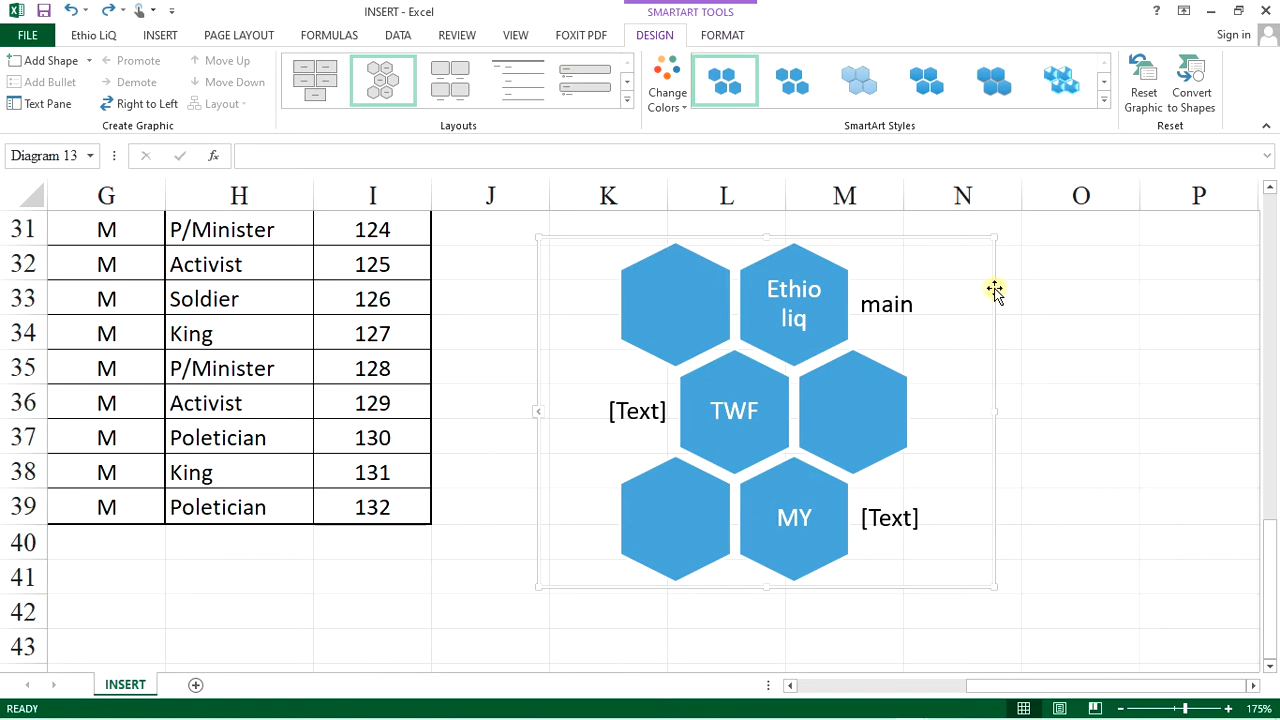 INSERT - Excel
SMARTART TOOLS
?
FILE
Ethio LiQ
INSERT
PAGE LAYOUT
FORMULAS
DATA
REVIEW
VIEW
FOXIT PDF
DESIGN
FORMAT
Sign in
Add Shape
Promote
Move Up
Add Bullet
Demote
Move Down
Text Pane
Right to Left
Layout
Change
Colors
Reset
Graphic
Convert
to Shapes
Create Graphic
Layouts
SmartArt Styles
Reset
Diagram 13
fx
G H I J K L M N O P
31 M P/Minister 124
32 M Activist 125
33 M Soldier 126
34 M King 127
35 M P/Minister 128
36 M Activist 129
37 M Poletician 130
38 M King 131
39 M Poletician 132
40
41
42
43
Ethio
liq
main
[Text]
TWF
MY
[Text]
INSERT
READY
175%